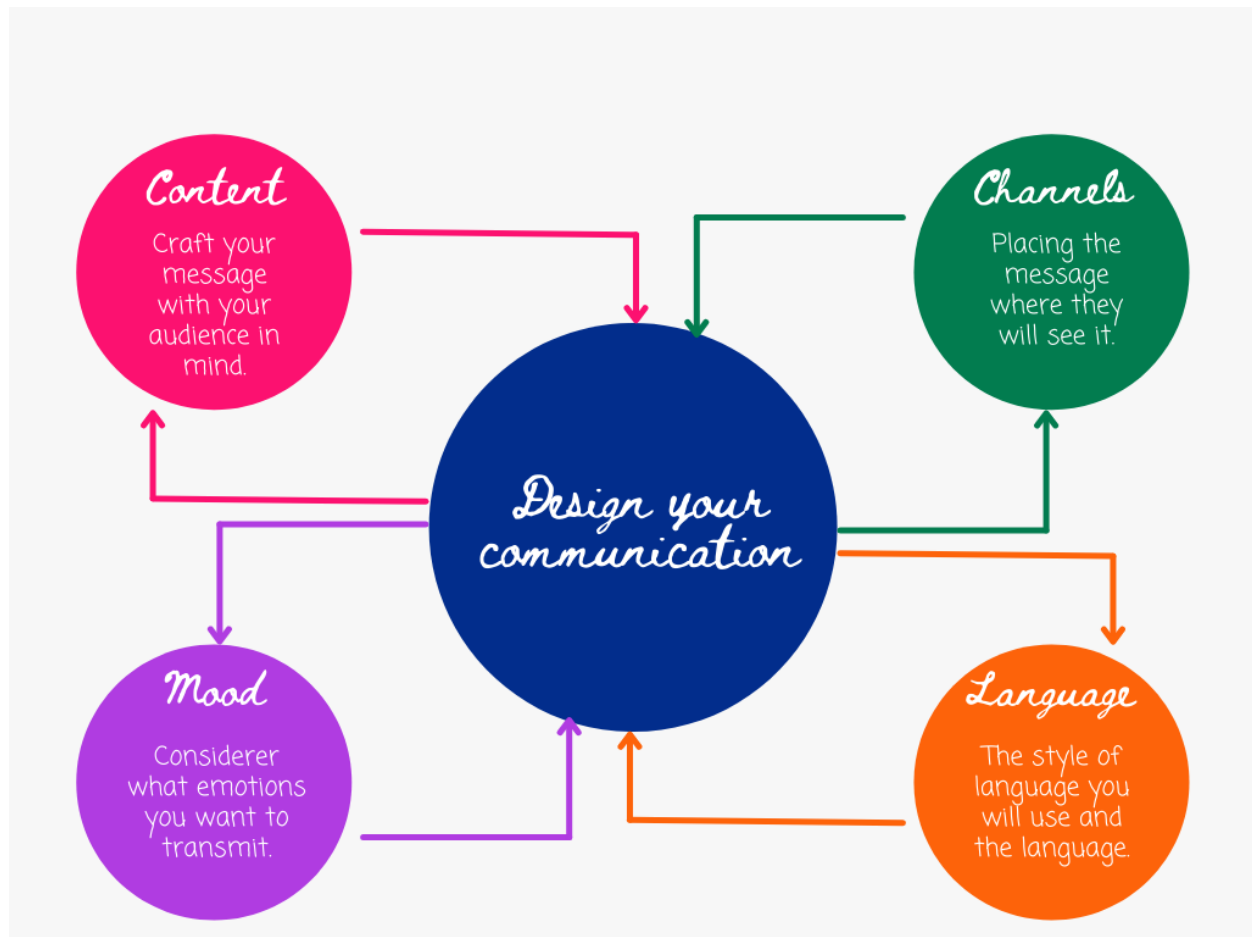 Content
Craft your
message
with your
audience in
mind.
Channels
Placing the
message
where they
will see it.
Design your
communication
Mood
Considerer
what emotions
you want to
transmit.
Language
The style of
language you
will use and
the language.